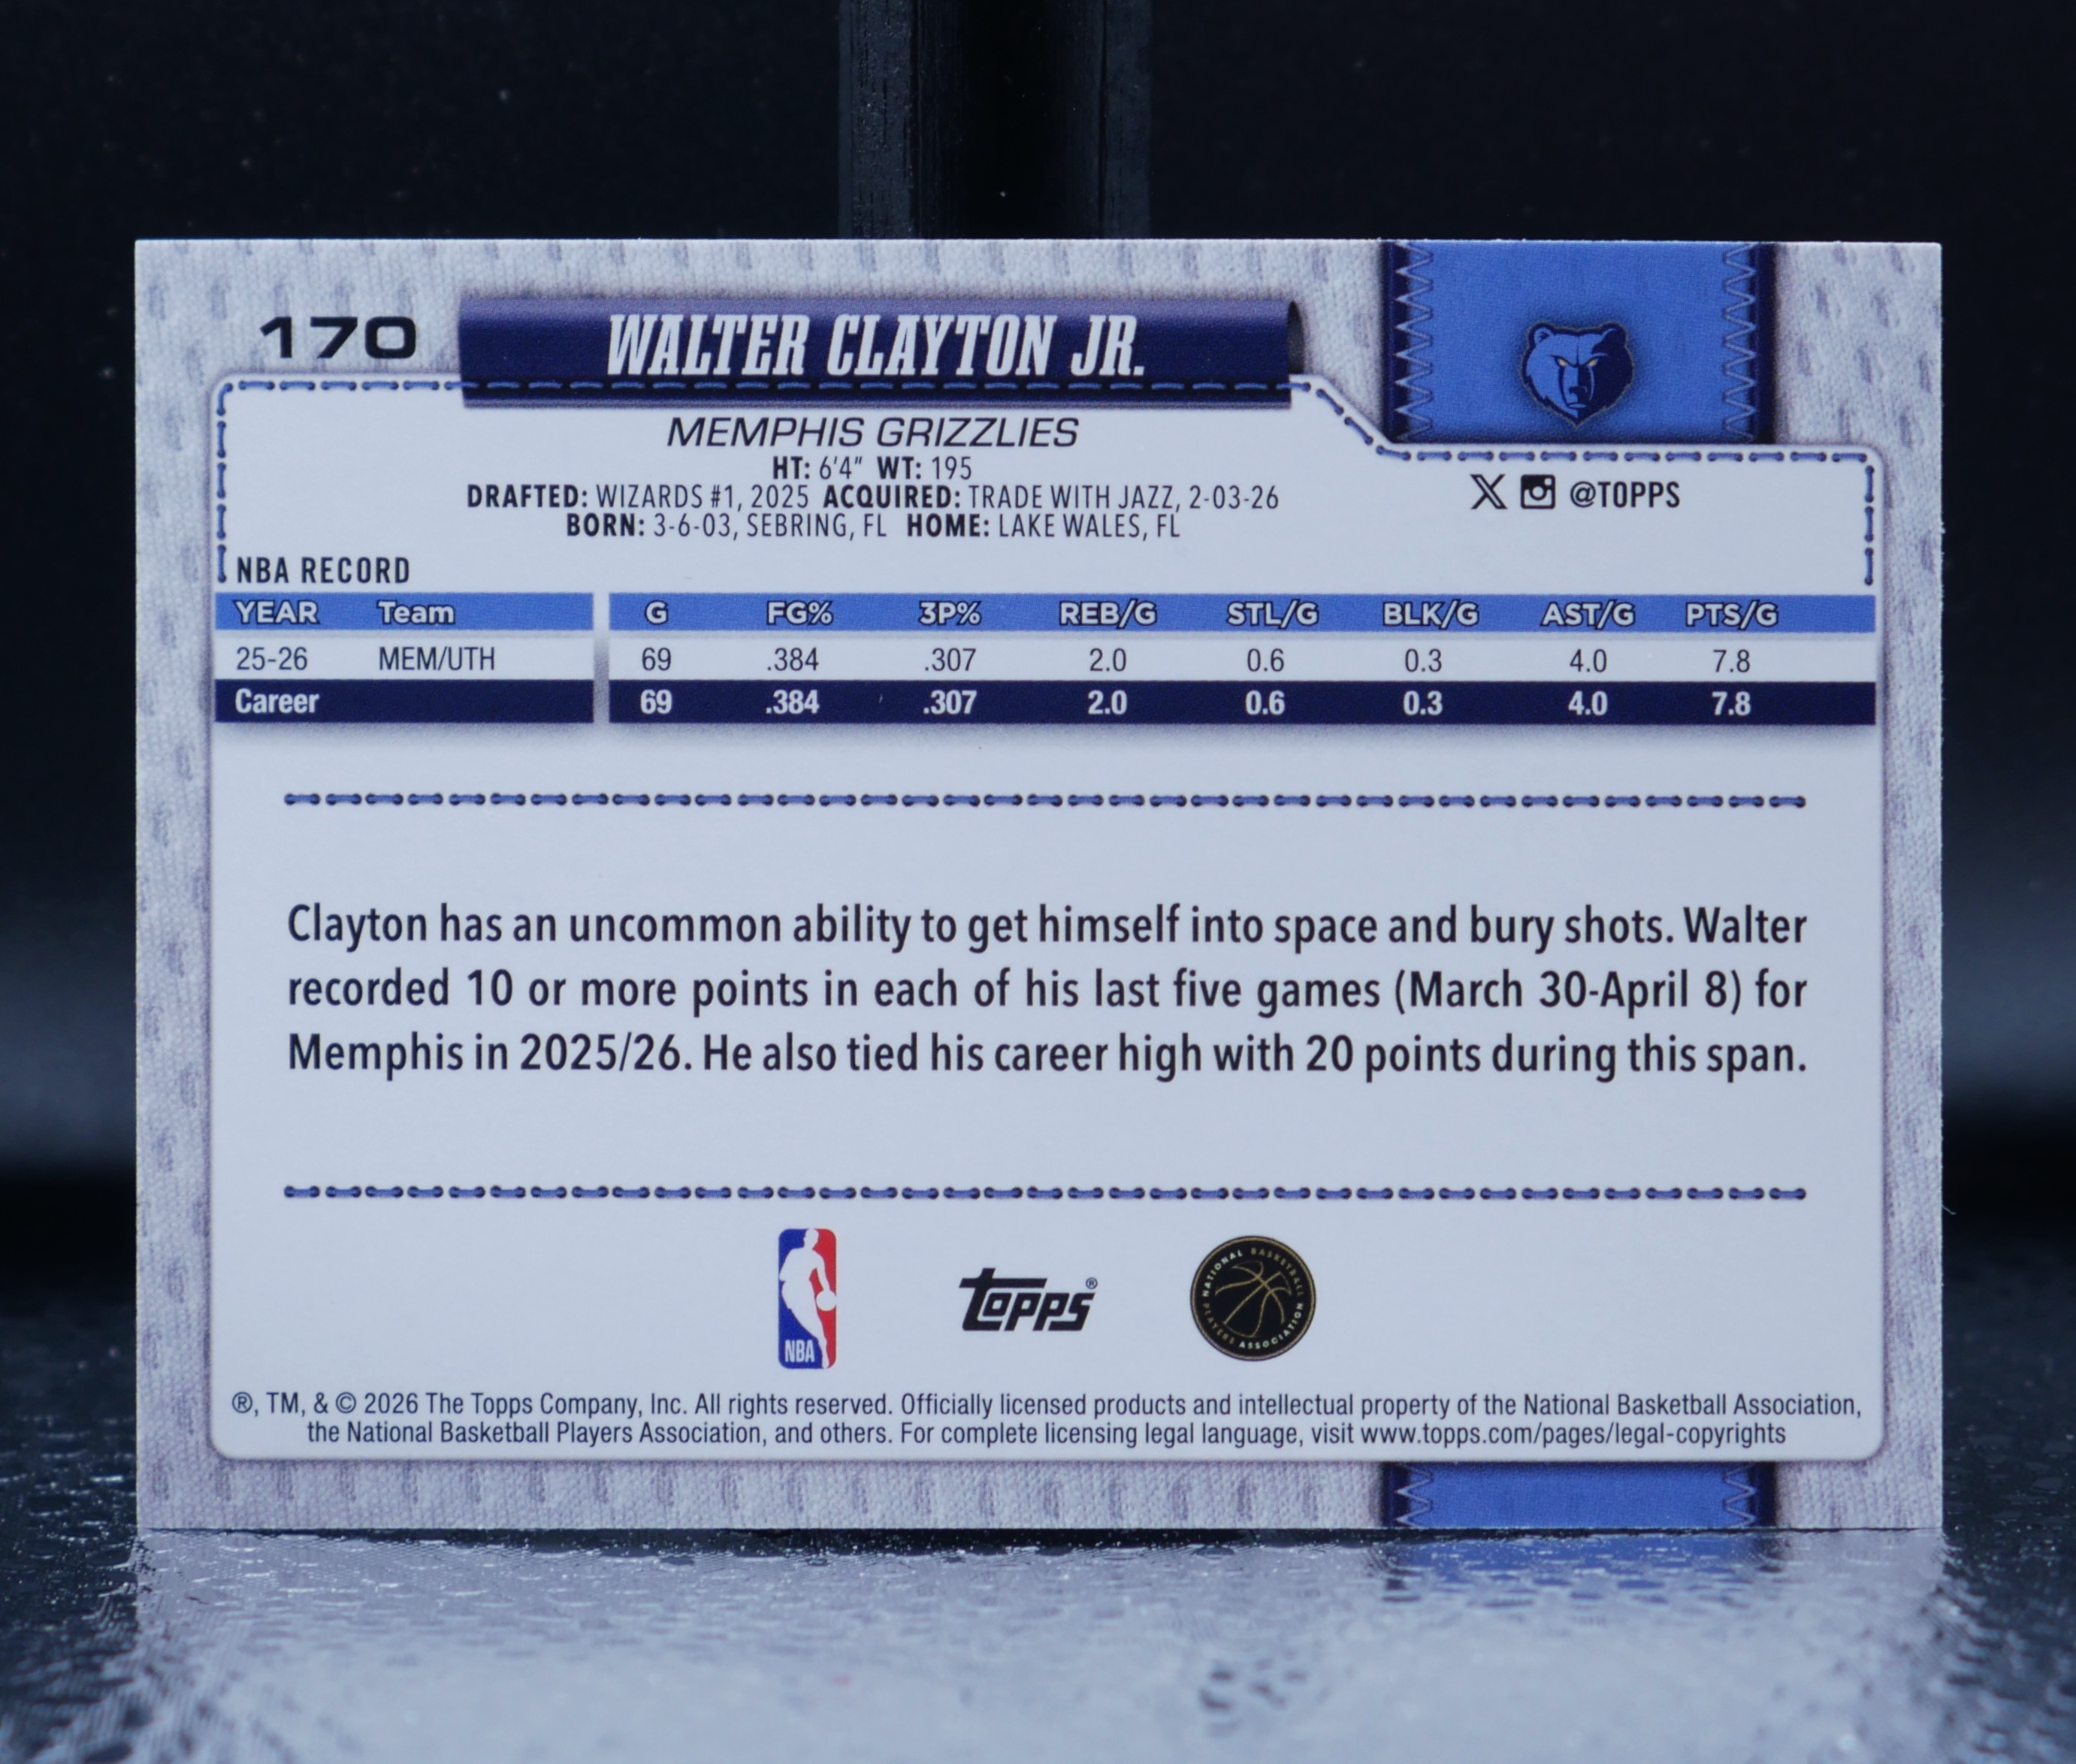 170
WALTER CLAYTON JR.
MEMPHIS GRIZZLIES
HT: 6'4" WT: 195
DRAFTED: WIZARDS #1, 2025 ACQUIRED: TRADE WITH JAZZ, 2-03-26
BORN: 3-6-03, SEBRING, FL HOME: LAKE WALES, FL
@TOPPS
NBA RECORD
YEAR Team G FG% 3P% REB/G STL/G BLK/G AST/G PTS/G
25-26 MEM/UTH 69 .384 .307 2.0 0.6 0.3 4.0 7.8
Career 69 .384 .307 2.0 0.6 0.3 4.0 7.8
Clayton has an uncommon ability to get himself into space and bury shots. Walter
recorded 10 or more points in each of his last five games (March 30-April 8) for
Memphis in 2025/26. He also tied his career high with 20 points during this span.
NBA
topps®
NATIONAL BASKETBALL PLAYERS ASSOCIATION
®, TM, & © 2026 The Topps Company, Inc. All rights reserved. Officially licensed products and intellectual property of the National Basketball Association,
the National Basketball Players Association, and others. For complete licensing legal language, visit www.topps.com/pages/legal-copyrights